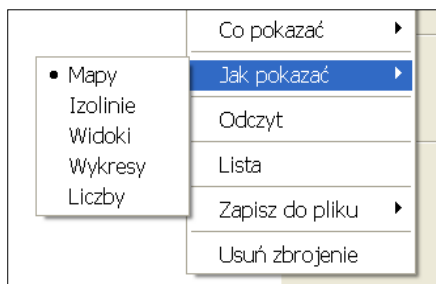 Co pokazać
Jak pokazać
Mapy
Izolinie
Widoki
Wykresy
Liczby
Odczyt
Lista
Zapisz do pliku
Usuń zbrojenie